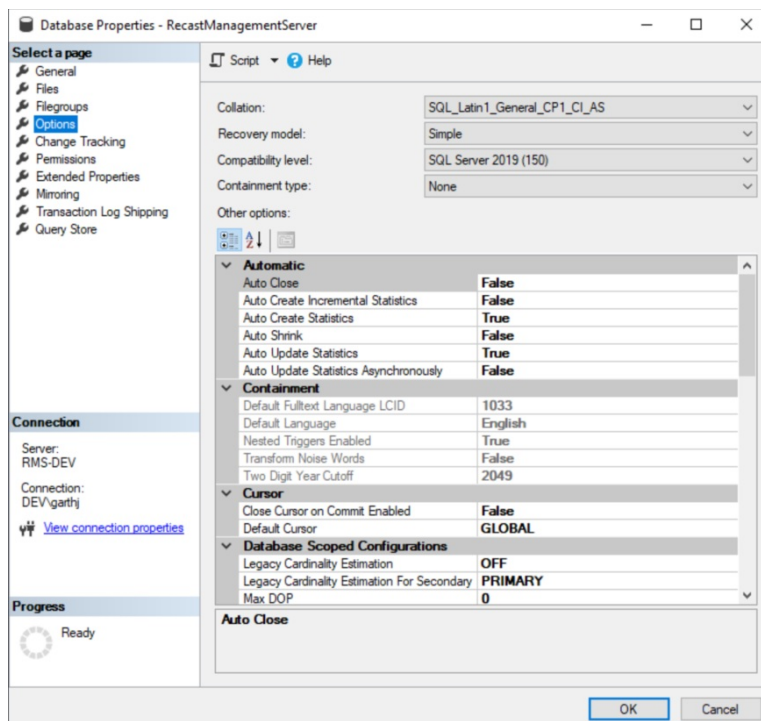 Database Properties - RecastManagementServer
Select a page
General
Files
Filegroups
Options
Change Tracking
Permissions
Extended Properties
Mirroring
Transaction Log Shipping
Query Store
Connection
Server:
RMS-DEV
Connection:
DEV\garthj
View connection properties
Progress
Ready
Script Help
Collation: SQL_Latin1_General_CP1_CI_AS
Recovery model: Simple
Compatibility level: SQL Server 2019 (150)
Containment type: None
Other options:
Automatic
Auto Close False
Auto Create Incremental Statistics False
Auto Create Statistics True
Auto Shrink False
Auto Update Statistics True
Auto Update Statistics Asynchronously False
Containment
Default Fulltext Language LCID 1033
Default Language English
Nested Triggers Enabled True
Transform Noise Words False
Two Digit Year Cutoff 2049
Cursor
Close Cursor on Commit Enabled False
Default Cursor GLOBAL
Database Scoped Configurations
Legacy Cardinality Estimation OFF
Legacy Cardinality Estimation For Secondary PRIMARY
Max DOP 0
Auto Close
OK Cancel